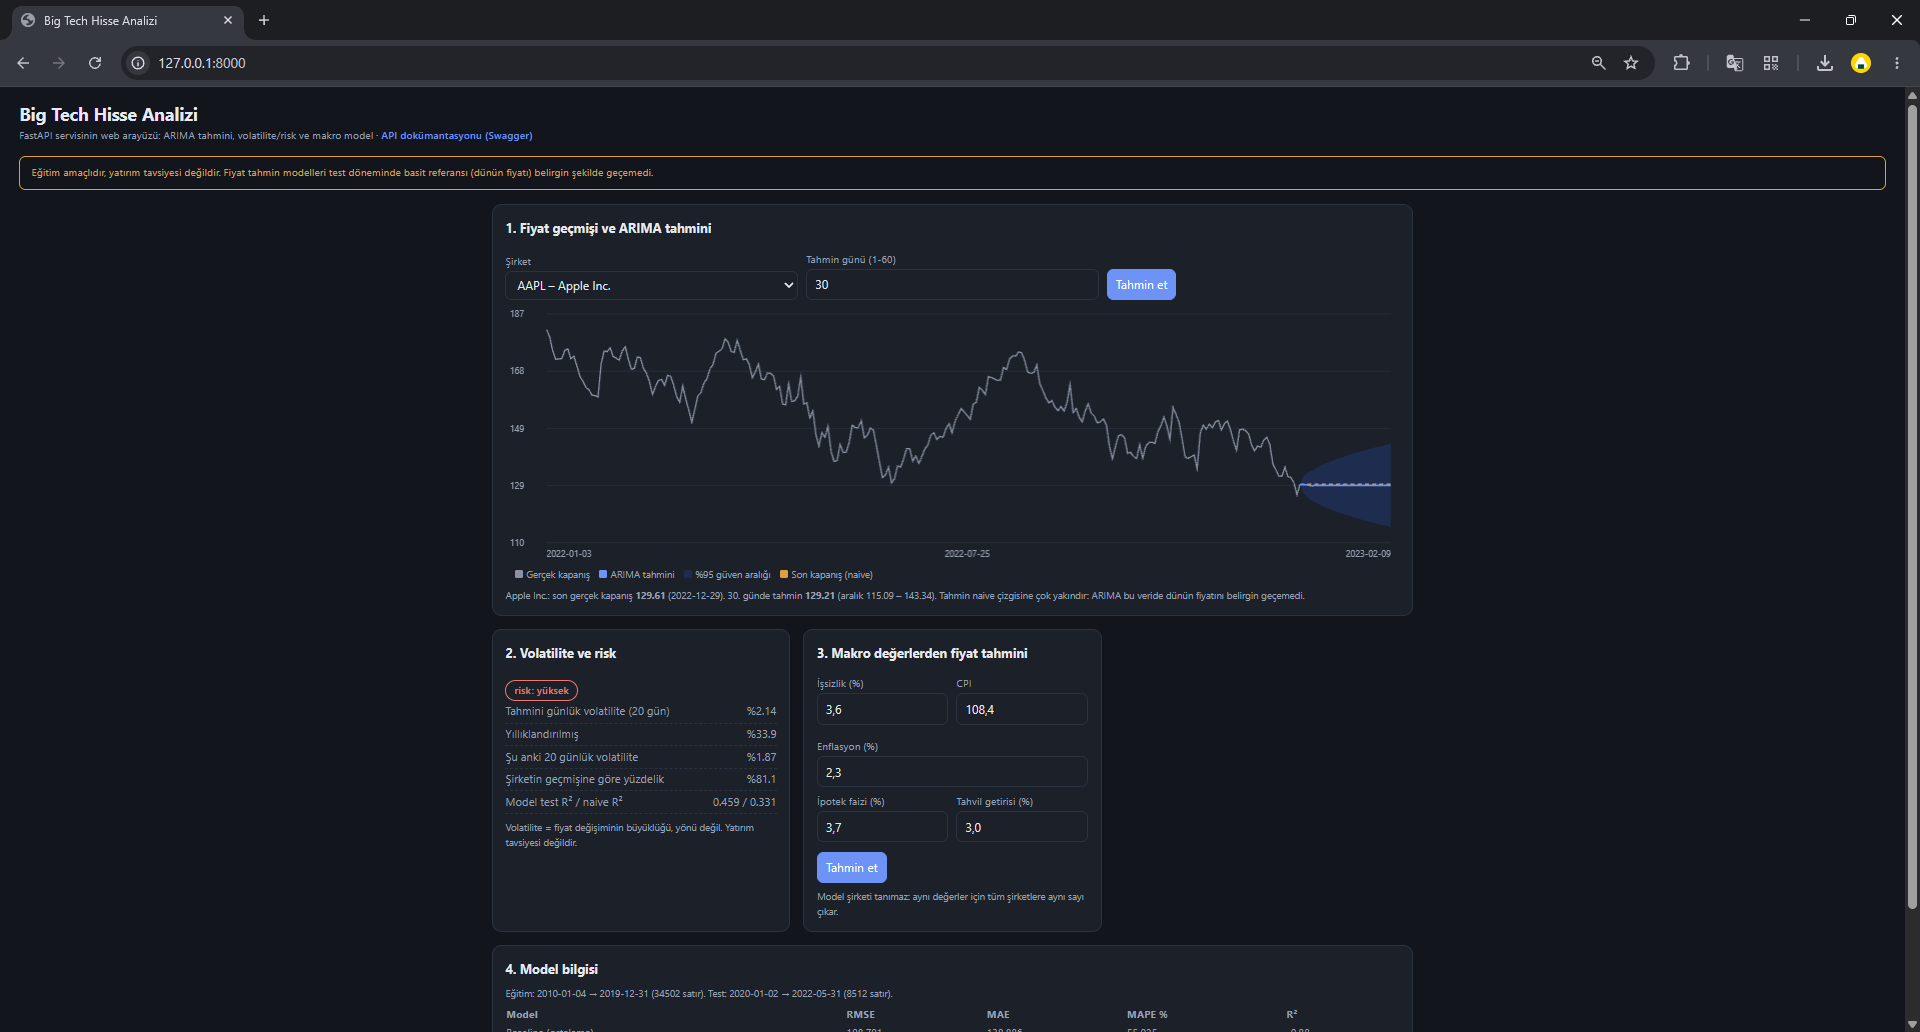 Big Tech Hisse Analizi
127.0.0.1:8000
Big Tech Hisse Analizi
FastAPI servisinin web arayüzü: ARIMA tahmini, volatilite/risk ve makro model · API dokümantasyonu (Swagger)
Eğitim amaçlıdır, yatırım tavsiyesi değildir. Fiyat tahmin modelleri test döneminde basit referansı (dünün fiyatı) belirgin şekilde geçemedi.
1. Fiyat geçmişi ve ARIMA tahmini
Şirket
Tahmin günü (1-60)
AAPL – Apple Inc.
30
Tahmin et
187
168
149
129
110
2022-01-03
2022-07-25
2023-02-09
Gerçek kapanış
ARIMA tahmini
%95 güven aralığı
Son kapanış (naive)
Apple Inc.: son gerçek kapanış 129.61 (2022-12-29). 30. günde tahmin 129.21 (aralık 115.09 – 143.34). Tahmin naive çizgisine çok yakındır: ARIMA bu veride dünün fiyatını belirgin geçemedi.
2. Volatilite ve risk
risk: yüksek
Tahmini günlük volatilite (20 gün) %2.14
Yıllıklandırılmış %33.9
Şu anki 20 günlük volatilite %1.87
Şirketin geçmişine göre yüzdelik %81.1
Model test R² / naive R² 0.459 / 0.331
Volatilite = fiyat değişiminin büyüklüğü, yönü değil. Yatırım
tavsiyesi değildir.
3. Makro değerlerden fiyat tahmini
İşsizlik (%)
CPI
3,6
108,4
Enflasyon (%)
2,3
İpotek faizi (%)
Tahvil getirisi (%)
3,7
3,0
Tahmin et
Model şirketi tanımaz: aynı değerler için tüm şirketlere aynı sayı
çıkar.
4. Model bilgisi
Eğitim: 2010-01-04 → 2019-12-31 (34502 satır). Test: 2020-01-02 → 2022-05-31 (8512 satır).
Model RMSE MAE MAPE % R²